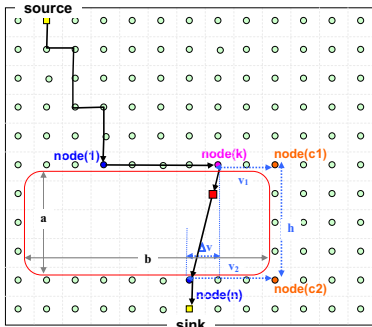 source
node(1)
node(k)
node(c1)
v1
a
h
Δv
b
v2
node(n)
node(c2)
sink